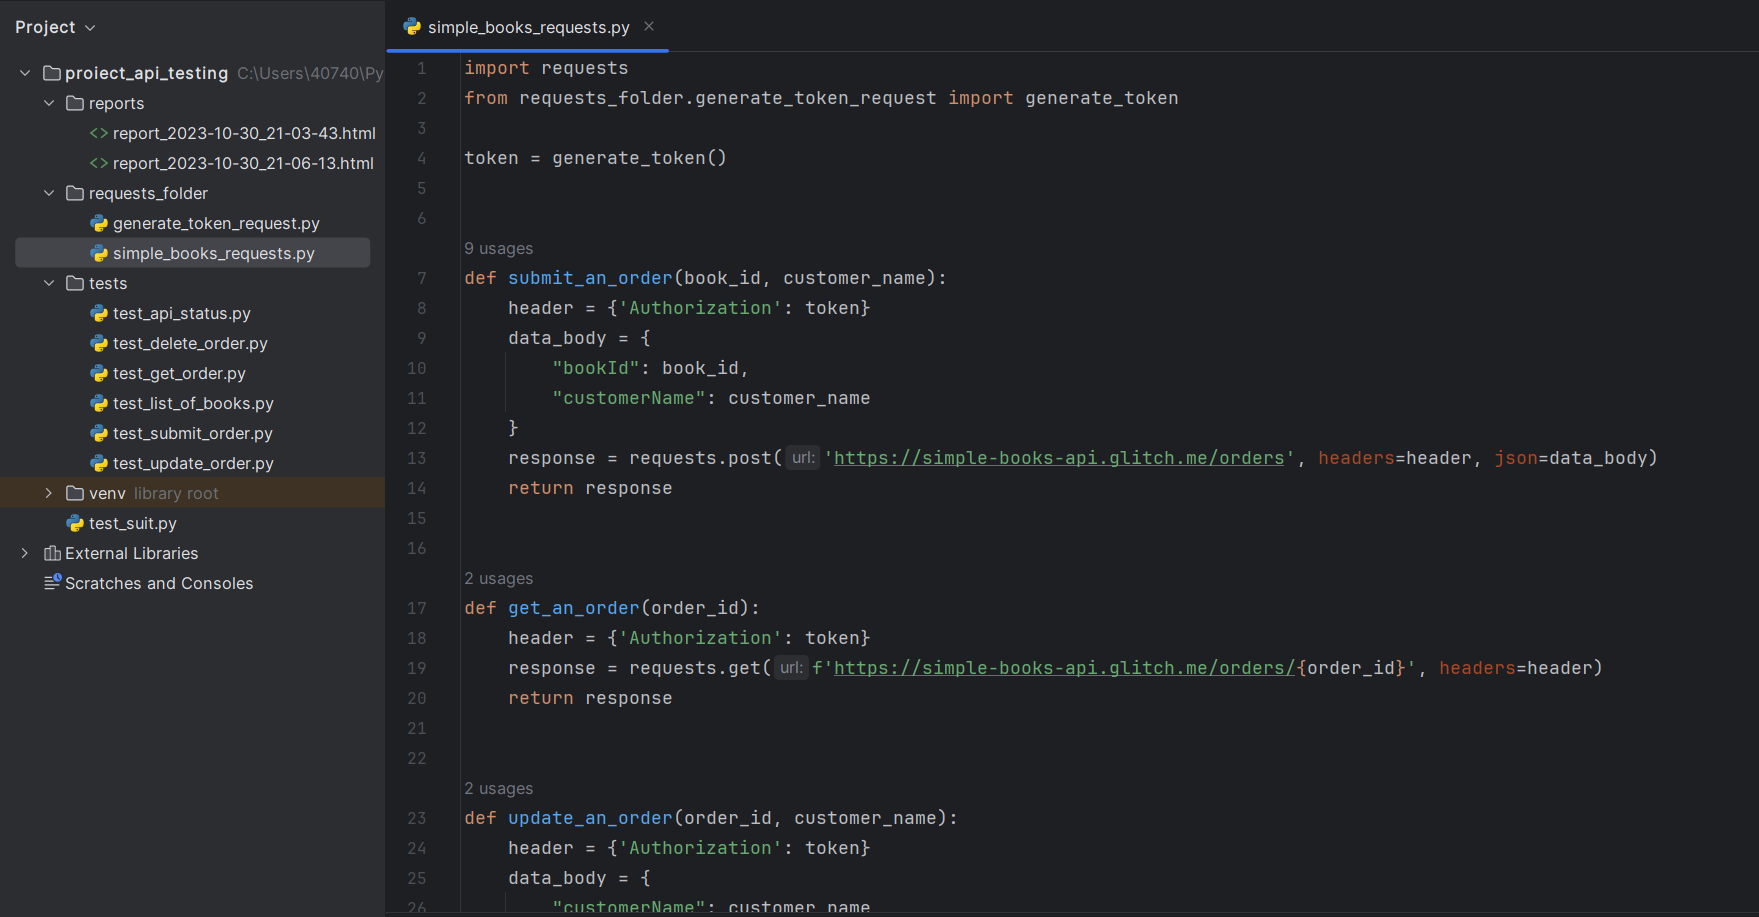 Project
proiect_api_testing C:\Users\40740\Py
reports
report_2023-10-30_21-03-43.html
report_2023-10-30_21-06-13.html
requests_folder
generate_token_request.py
simple_books_requests.py
tests
test_api_status.py
test_delete_order.py
test_get_order.py
test_list_of_books.py
test_submit_order.py
test_update_order.py
venv library root
test_suit.py
External Libraries
Scratches and Consoles
simple_books_requests.py
1 import requests
2 from requests_folder.generate_token_request import generate_token
3
4 token = generate_token()
5
6
9 usages
7 def submit_an_order(book_id, customer_name):
8 header = {'Authorization': token}
9 data_body = {
10 "bookId": book_id,
11 "customerName": customer_name
12 }
13 response = requests.post( url: 'https://simple-books-api.glitch.me/orders', headers=header, json=data_body)
14 return response
15
16
2 usages
17 def get_an_order(order_id):
18 header = {'Authorization': token}
19 response = requests.get( url: f'https://simple-books-api.glitch.me/orders/{order_id}', headers=header)
20 return response
21
22
2 usages
23 def update_an_order(order_id, customer_name):
24 header = {'Authorization': token}
25 data_body = {
26 "customerName": customer_name